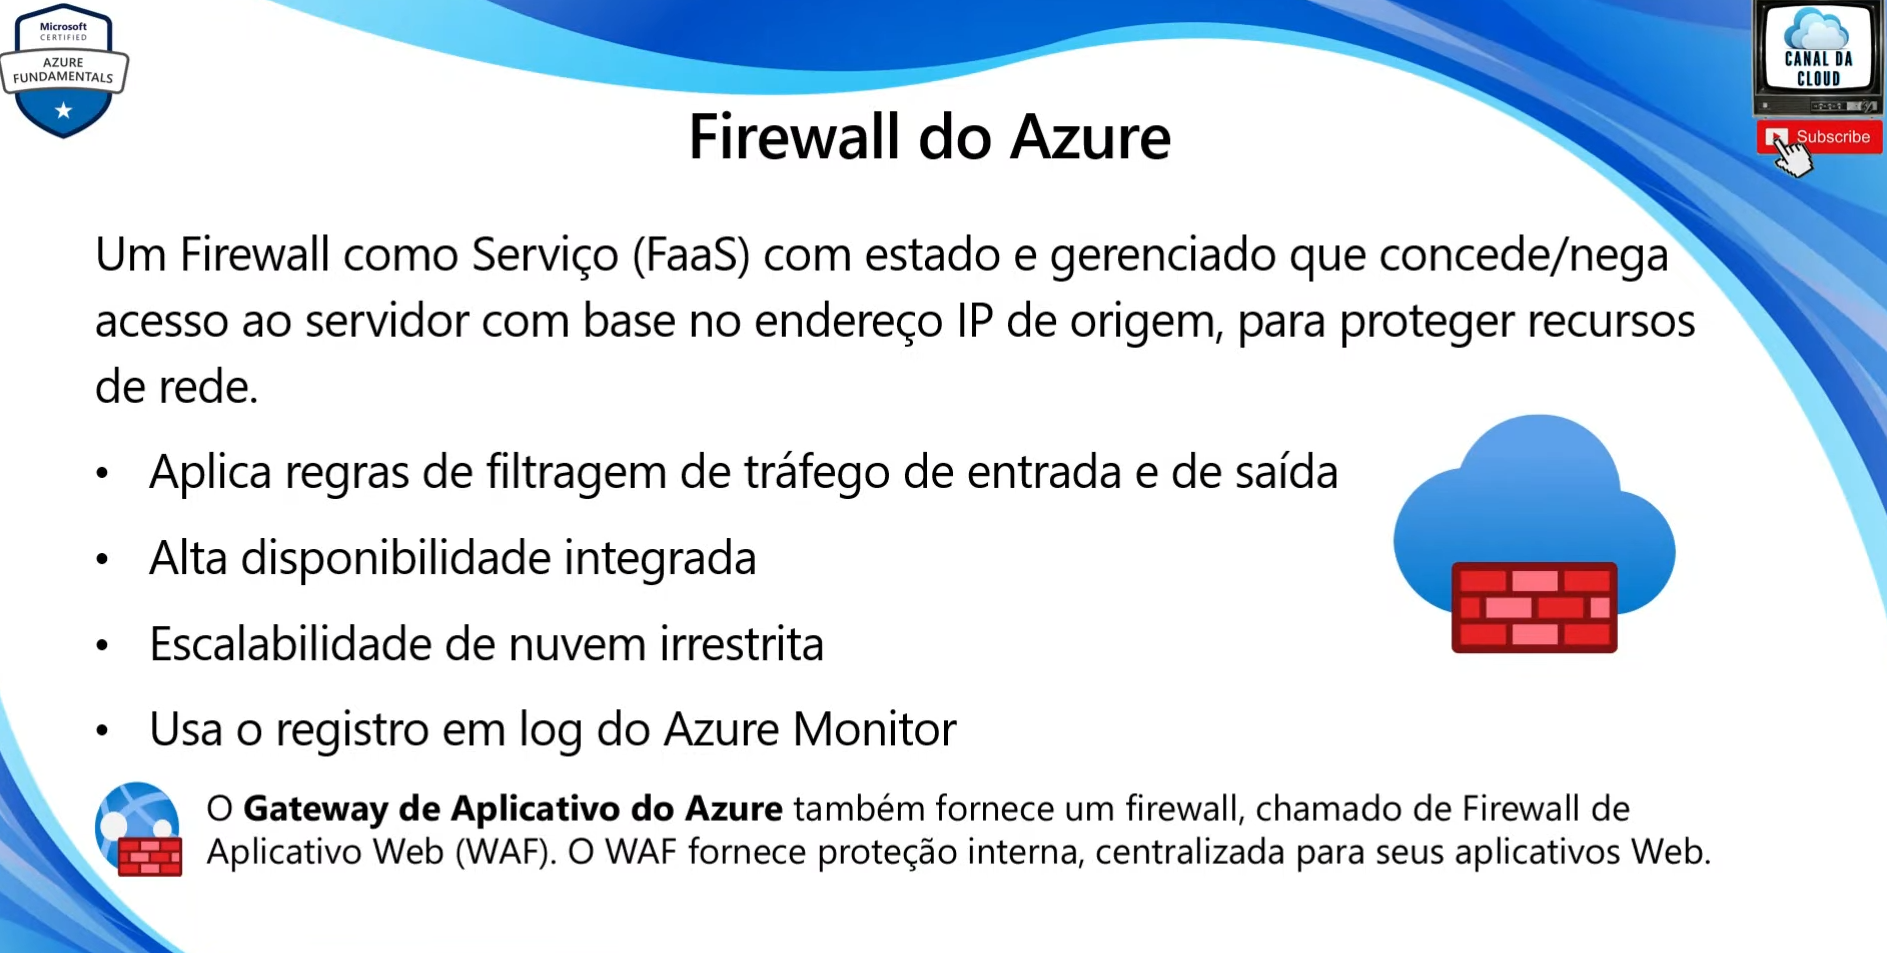 Microsoft
CERTIFIED
AZURE
FUNDAMENTALS
CANAL DA
CLOUD
Subscribe
Firewall do Azure
Um Firewall como Serviço (FaaS) com estado e gerenciado que concede/nega
acesso ao servidor com base no endereço IP de origem, para proteger recursos
de rede.
• Aplica regras de filtragem de tráfego de entrada e de saída
• Alta disponibilidade integrada
• Escalabilidade de nuvem irrestrita
• Usa o registro em log do Azure Monitor
O Gateway de Aplicativo do Azure também fornece um firewall, chamado de Firewall de
Aplicativo Web (WAF). O WAF fornece proteção interna, centralizada para seus aplicativos Web.